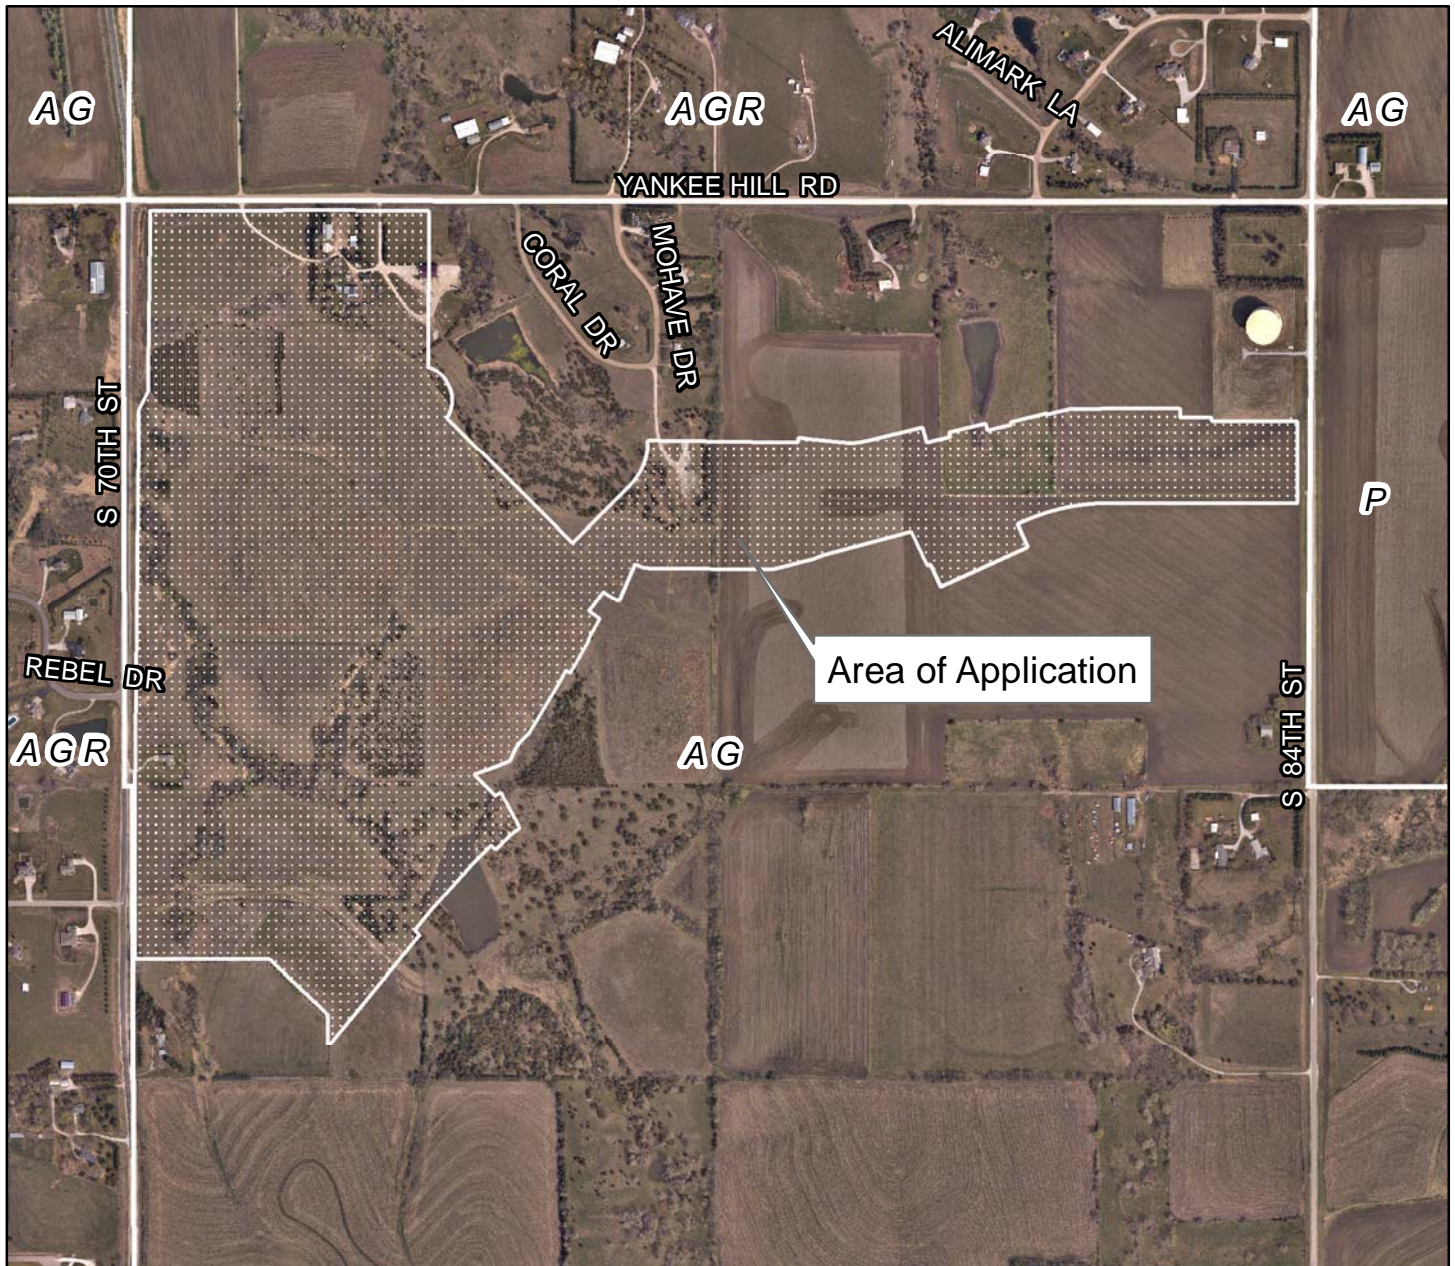 AG
AGR
ALIMARK LA
AG
YANKEE HILL RD
CORAL DR
MOHAVE DR
S 70TH ST
P
Area of Application
REBEL DR
AGR
AG
S 84TH ST